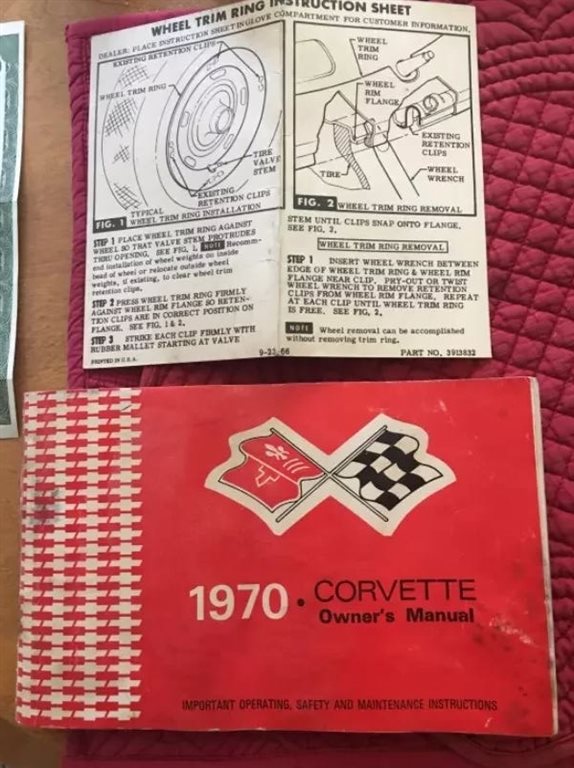 WHEEL TRIM RING INSTRUCTION SHEET
DEALER: PLACE INSTRUCTION SHEET IN GLOVE COMPARTMENT FOR CUSTOMER INFORMATION.
EXISTING RETENTION CLIPS
WHEEL TRIM RING
TIRE
VALVE
STEM
EXISTING
RETENTION CLIPS
TYPICAL
FIG. 1 WHEEL TRIM RING INSTALLATION
STEP 1 PLACE WHEEL TRIM RING AGAINST
WHEEL SO THAT VALVE STEM PROTRUDES
THRU OPENING. SEE FIG. 1. NOTE Recomm-
end installation of wheel weights on inside
bead of wheel or relocate outside wheel
weights, if existing, to clear wheel trim
retention clips.
STEP 2 PRESS WHEEL TRIM RING FIRMLY
AGAINST WHEEL RIM FLANGE SO RETEN-
TION CLIPS ARE IN CORRECT POSITION ON
FLANGE. SEE FIG. 1 & 2.
STEP 3 STRIKE EACH CLIP FIRMLY WITH
RUBBER MALLET STARTING AT VALVE
PRINTED IN U.S.A.
9-23-66
WHEEL
TRIM
RING
WHEEL
RIM
FLANGE
EXISTING
RETENTION
CLIPS
TIRE
WHEEL
WRENCH
FIG. 2 WHEEL TRIM RING REMOVAL
STEM UNTIL CLIPS SNAP ONTO FLANGE.
SEE FIG. 2.
WHEEL TRIM RING REMOVAL
STEP 1 INSERT WHEEL WRENCH BETWEEN
EDGE OF WHEEL TRIM RING & WHEEL RIM
FLANGE NEAR CLIP. PRY-OUT OR TWIST
WHEEL WRENCH TO REMOVE RETENTION
CLIPS FROM WHEEL RIM FLANGE. REPEAT
AT EACH CLIP UNTIL WHEEL TRIM RING
IS FREE. SEE FIG. 2.
NOTE Wheel removal can be accomplished
without removing trim ring.
PART NO. 3913832
1970 • CORVETTE
Owner's Manual
IMPORTANT OPERATING, SAFETY AND MAINTENANCE INSTRUCTIONS